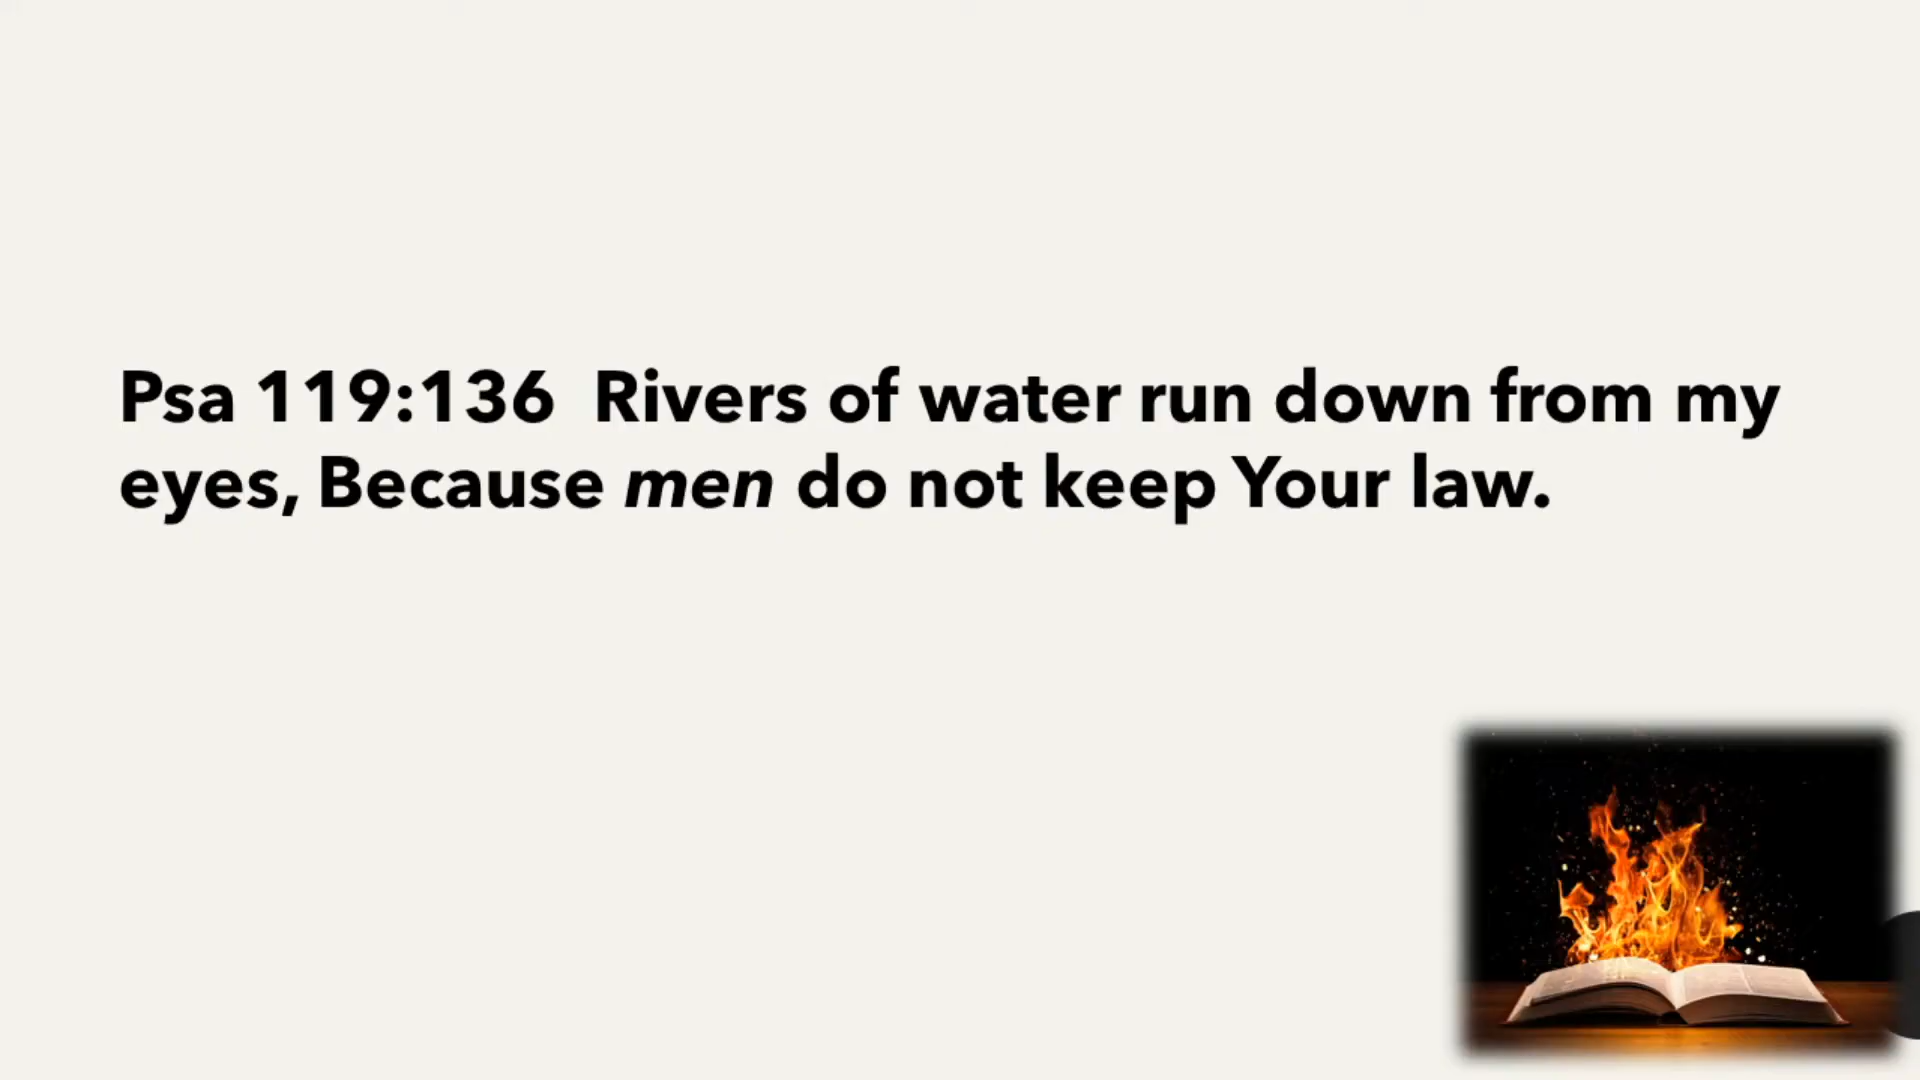 Psa 119:136  Rivers of water run down from my
eyes, Because men do not keep Your law.